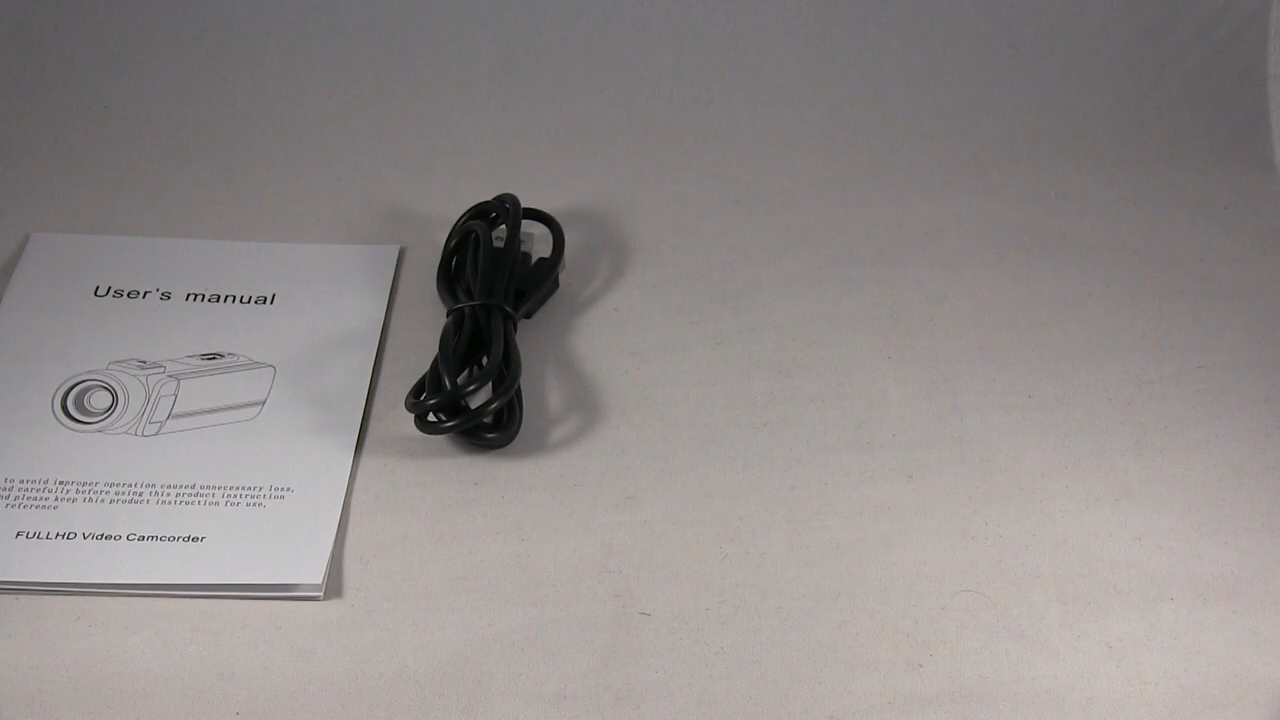 User's manual
to avoid improper operation caused unnecessary loss,
carefully before using this product instruction
please keep this product instruction for use,
reference
FULLHD Video Camcorder